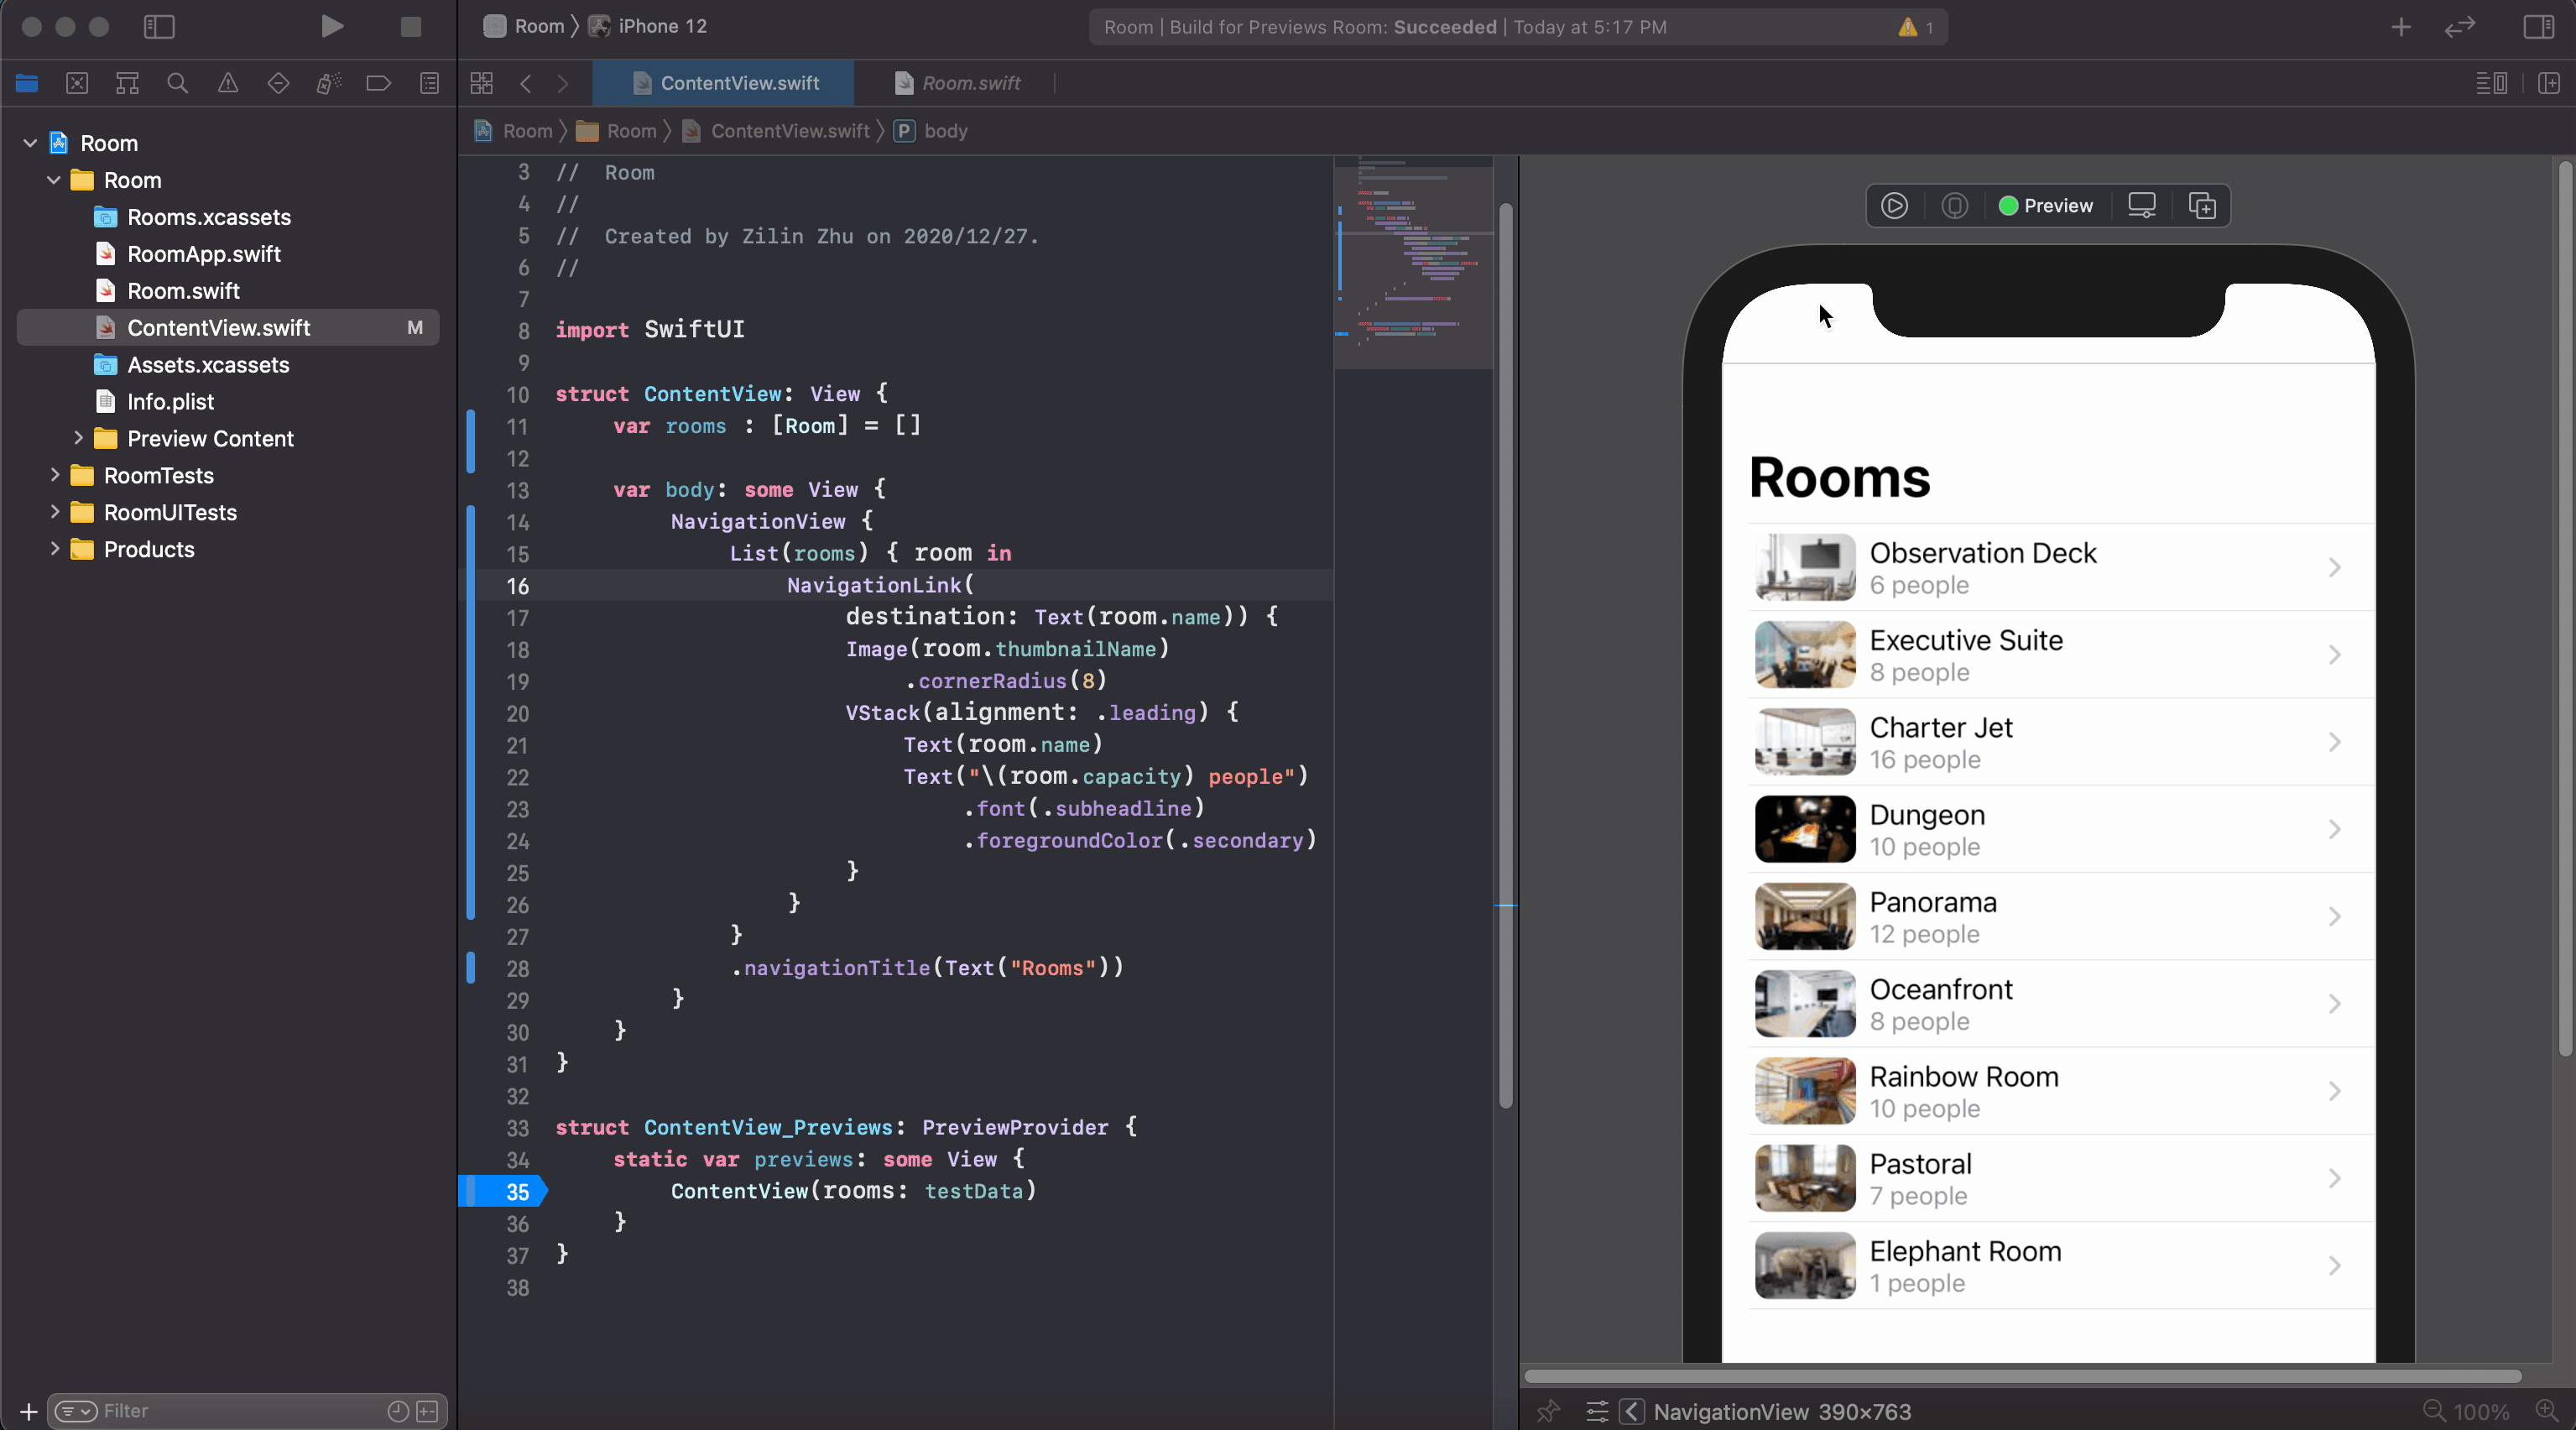 Room 〉 iPhone 12
Room | Build for Previews Room: Succeeded | Today at 5:17 PM
1
ContentView.swift
Room.swift
Room 〉 Room 〉 ContentView.swift 〉 P body
Room
Room
Rooms.xcassets
RoomApp.swift
Room.swift
ContentView.swift M
Assets.xcassets
Info.plist
Preview Content
RoomTests
RoomUITests
Products
Filter
3 //  Room
4 //
5 //  Created by Zilin Zhu on 2020/12/27.
6 //
7
8 import SwiftUI
9
10 struct ContentView: View {
11     var rooms : [Room] = []
12
13     var body: some View {
14         NavigationView {
15             List(rooms) { room in
16                 NavigationLink(
17                     destination: Text(room.name)) {
18                     Image(room.thumbnailName)
19                         .cornerRadius(8)
20                     VStack(alignment: .leading) {
21                         Text(room.name)
22                         Text("\(room.capacity) people")
23                             .font(.subheadline)
24                             .foregroundColor(.secondary)
25                     }
26                 }
27             }
28             .navigationTitle(Text("Rooms"))
29         }
30     }
31 }
32
33 struct ContentView_Previews: PreviewProvider {
34     static var previews: some View {
35         ContentView(rooms: testData)
36     }
37 }
38
Preview
Rooms
Observation Deck
6 people
Executive Suite
8 people
Charter Jet
16 people
Dungeon
10 people
Panorama
12 people
Oceanfront
8 people
Rainbow Room
10 people
Pastoral
7 people
Elephant Room
1 people
NavigationView 390×763
100%